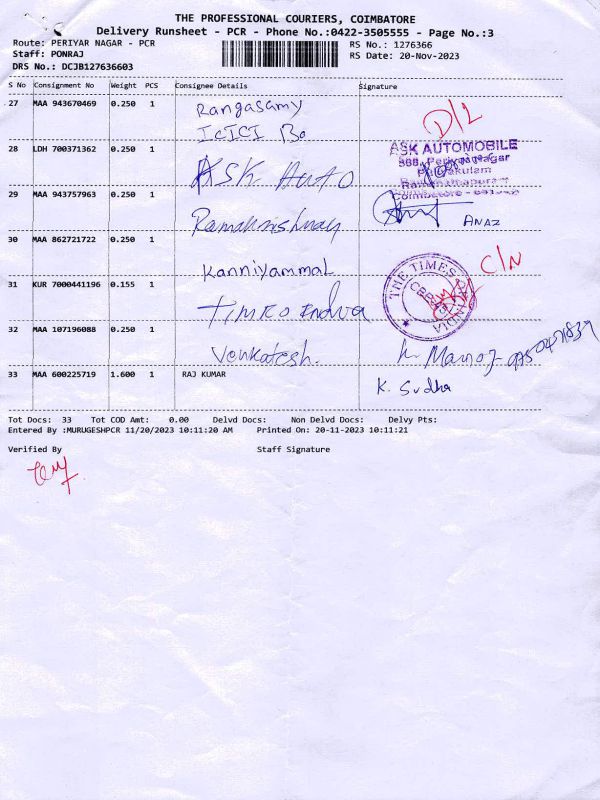 THE PROFESSIONAL COURIERS, COIMBATORE
Delivery Runsheet - PCR - Phone No.:0422-3505555 - Page No.:3
Route: PERIYAR NAGAR - PCR
RS No.: 1276366
Staff: PONRAJ
RS Date: 20-Nov-2023
DRS No.: DCJB127636603
S No Consignment No Weight PCS Consignee Details Signature
27 MAA 943670469 0.250 1 Rangasamy
ICICI Bo
D/L
28 LDH 700371362 0.250 1 ASK AUTO
ASK AUTOMOBILE
Coimbatore
29 MAA 943757963 0.250 1 Ramakrishnan
ANAZ
30 MAA 862721722 0.250 1 Kanniyammal
C/N
31 KUR 7000441196 0.155 1 TIMES India
THE TIMES INDIA
32 MAA 107196088 0.250 1 Venkatesh.
K. Manoj
33 MAA 600225719 1.600 1 RAJ KUMAR
K. Sudha
Tot Docs: 33 Tot COD Amt: 0.00 Delvd Docs: Non Delvd Docs: Delvy Pts:
Entered By :MURUGESHPCR 11/20/2023 10:11:20 AM Printed On: 20-11-2023 10:11:21
Verified By Staff Signature